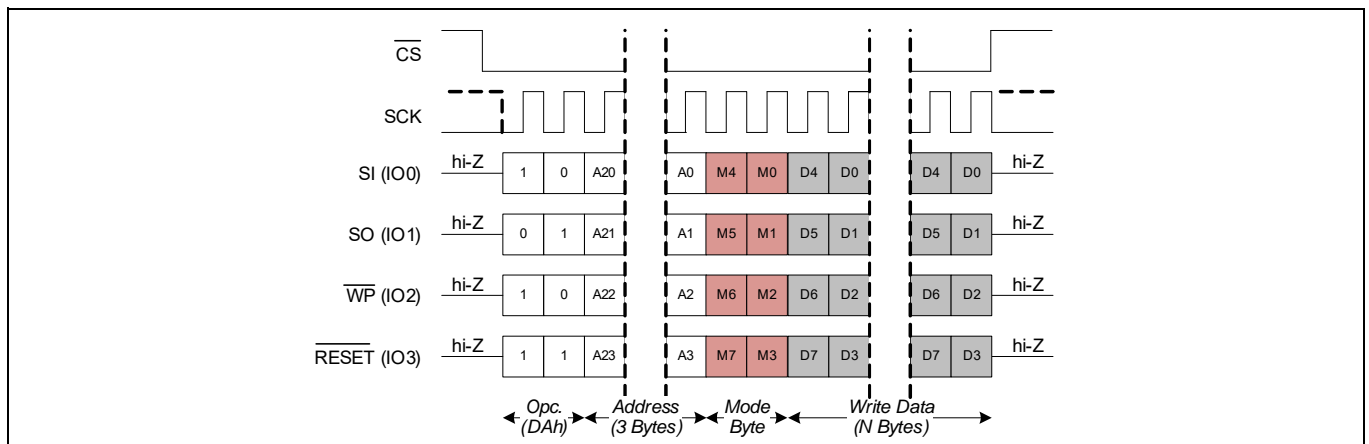 CS
SCK
SI (IO0) hi-Z 1 0 A20 A0 M4 M0 D4 D0 D4 D0 hi-Z
SO (IO1) hi-Z 0 1 A21 A1 M5 M1 D5 D1 D5 D1 hi-Z
WP (IO2) hi-Z 1 0 A22 A2 M6 M2 D6 D2 D6 D2 hi-Z
RESET (IO3) hi-Z 1 1 A23 A3 M7 M3 D7 D3 D7 D3 hi-Z
Opc. Address Mode Write Data
(DAh) (3 Bytes) Byte (N Bytes)